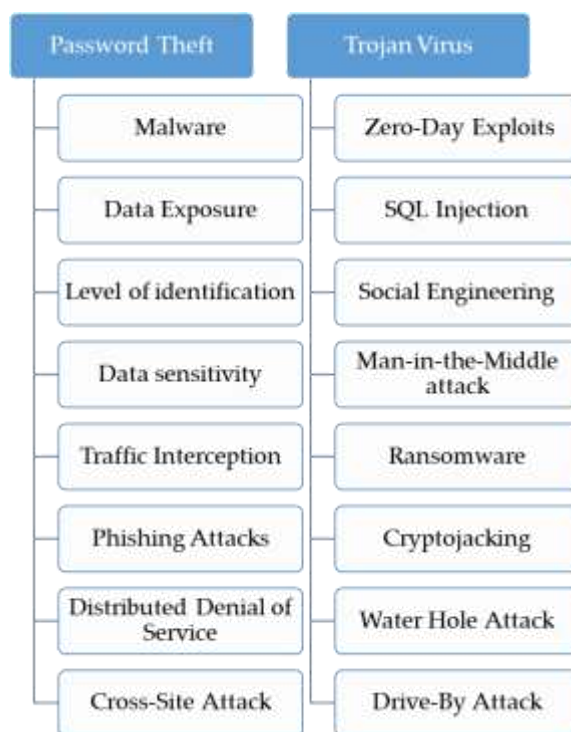 Password Theft
Malware
Data Exposure
Level of identification
Data sensitivity
Traffic Interception
Phishing Attacks
Distributed Denial of
Service
Cross-Site Attack
Trojan Virus
Zero-Day Exploits
SQL Injection
Social Engineering
Man-in-the-Middle
attack
Ransomware
Cryptojacking
Water Hole Attack
Drive-By Attack